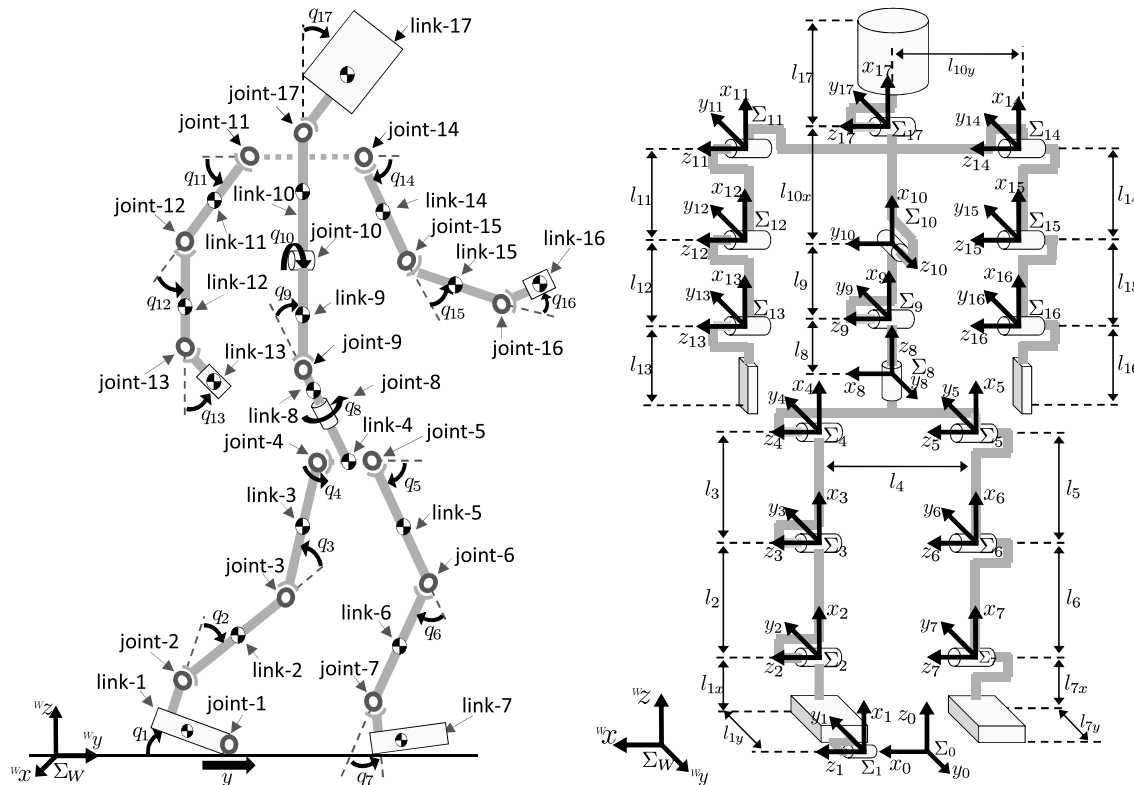 q₁₇
link-17
joint-17
joint-11
joint-14
q₁₁
q₁₄
link-10
joint-12
link-11
link-14
q₁₀
joint-10
joint-15
link-16
link-15
q₁₂
link-12
q₉
link-9
q₁₅
q₁₆
joint-16
link-13
joint-13
q₁₃
joint-9
joint-8
link-8
q₈
link-4
joint-4
joint-5
q₄
q₅
link-3
link-5
q₃
joint-3
joint-6
q₂
link-6
q₆
joint-2
link-2
joint-7
link-1
joint-1
link-7
q₁
q₇
ᵂz
ᵂy
ᵂx
Σ_W
y
l₁₇
x₁₇
l₁₀y
y₁₇
z₁₇
Σ₁₇
x₁₁
y₁₁
Σ₁₁
z₁₁
x₁₄
y₁₄
Σ₁₄
z₁₄
l₁₁
l₁₀x
l₁₄
x₁₂
y₁₂
Σ₁₂
z₁₂
x₁₀
Σ₁₀
y₁₀
z₁₀
x₁₅
y₁₅
Σ₁₅
z₁₅
l₁₂
l₉
l₁₅
x₁₃
y₁₃
Σ₁₃
z₁₃
x₉
y₉
Σ₉
z₉
x₁₆
y₁₆
Σ₁₆
z₁₆
l₁₃
l₈
l₁₆
z₈
Σ₈
x₈
y₈
x₄
y₄
Σ₄
z₄
x₅
y₅
Σ₅
z₅
l₃
l₄
l₅
x₃
y₃
Σ₃
z₃
x₆
y₆
Σ₆
z₆
l₂
l₆
x₂
y₂
Σ₂
z₂
x₇
y₇
Σ₇
z₇
l₁x
l₇x
l₁y
l₇y
x₁
y₁
Σ₁
z₁
z₀
Σ₀
x₀
y₀
ᵂz
ᵂx
Σ_W
ᵂy